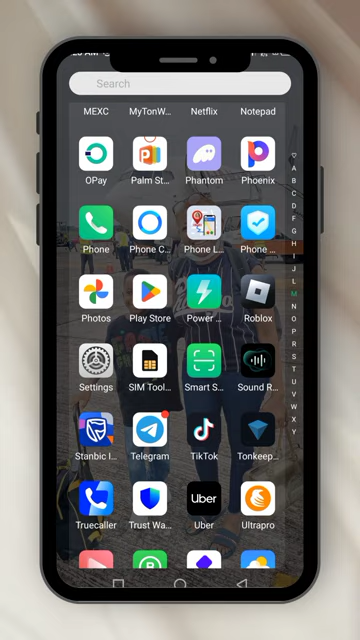 Search
MEXC MyTonW… Netflix Notepad
OPay Palm St… Phantom Phoenix
Phone Phone C… Phone L… Phone …
Photos Play Store Power … Roblox
Settings SIM Tool… Smart S… Sound R…
Stanbic I… Telegram TikTok Tonkeep…
Uber
Truecaller Trust Wa… Uber Ultrapro
A
B
C
D
F
G
H
I
J
L
M
N
O
P
R
S
T
U
V
W
X
Y